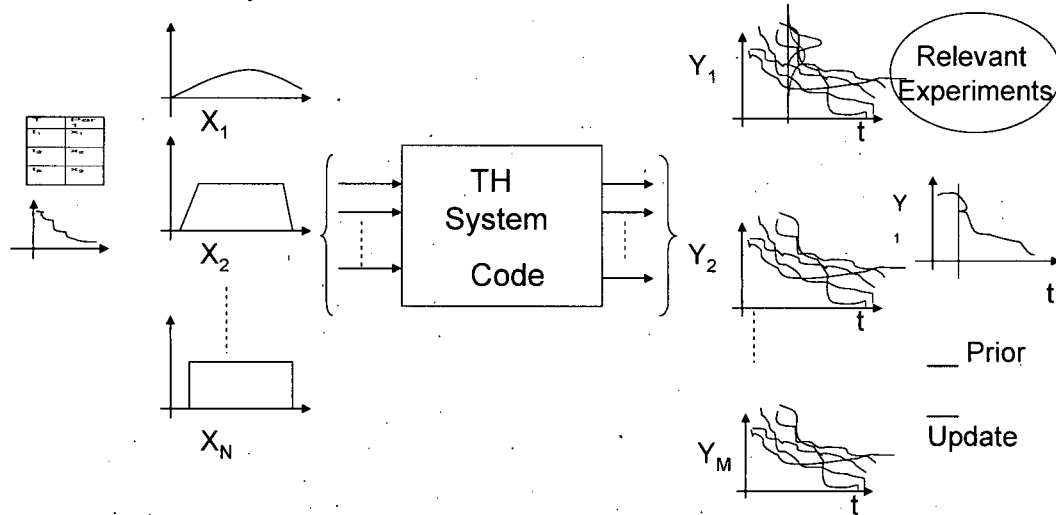 X1
X2
XN
TH
System
Code
Y1
t
Relevant
Experiments
Y2
t
Y
1
t
Prior
Update
YM
t